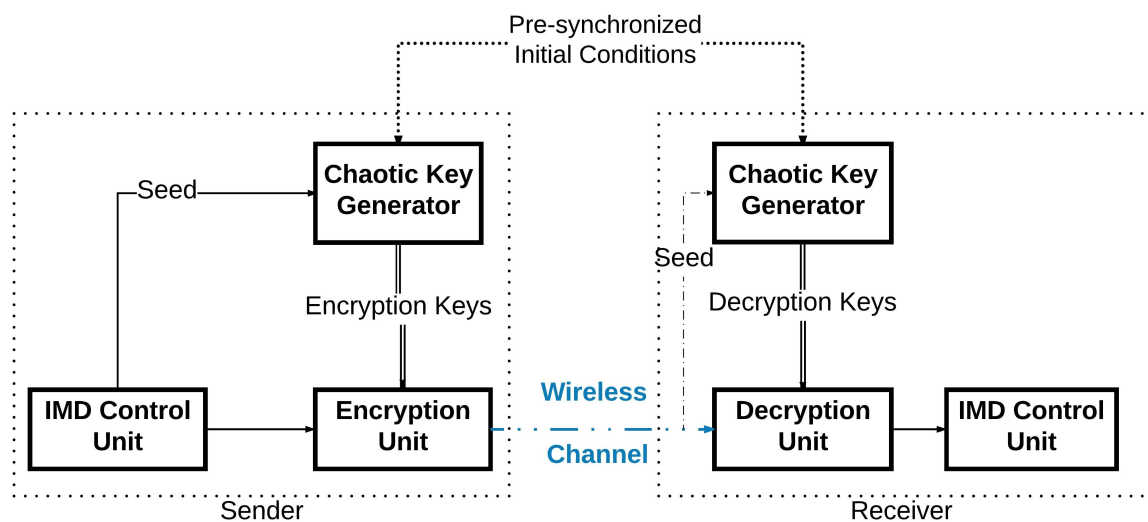 Pre-synchronized
Initial Conditions
Chaotic Key
Generator
Chaotic Key
Generator
Seed
Seed
Encryption Keys
Decryption Keys
Wireless
Channel
IMD Control
Unit
Encryption
Unit
Decryption
Unit
IMD Control
Unit
Sender
Receiver